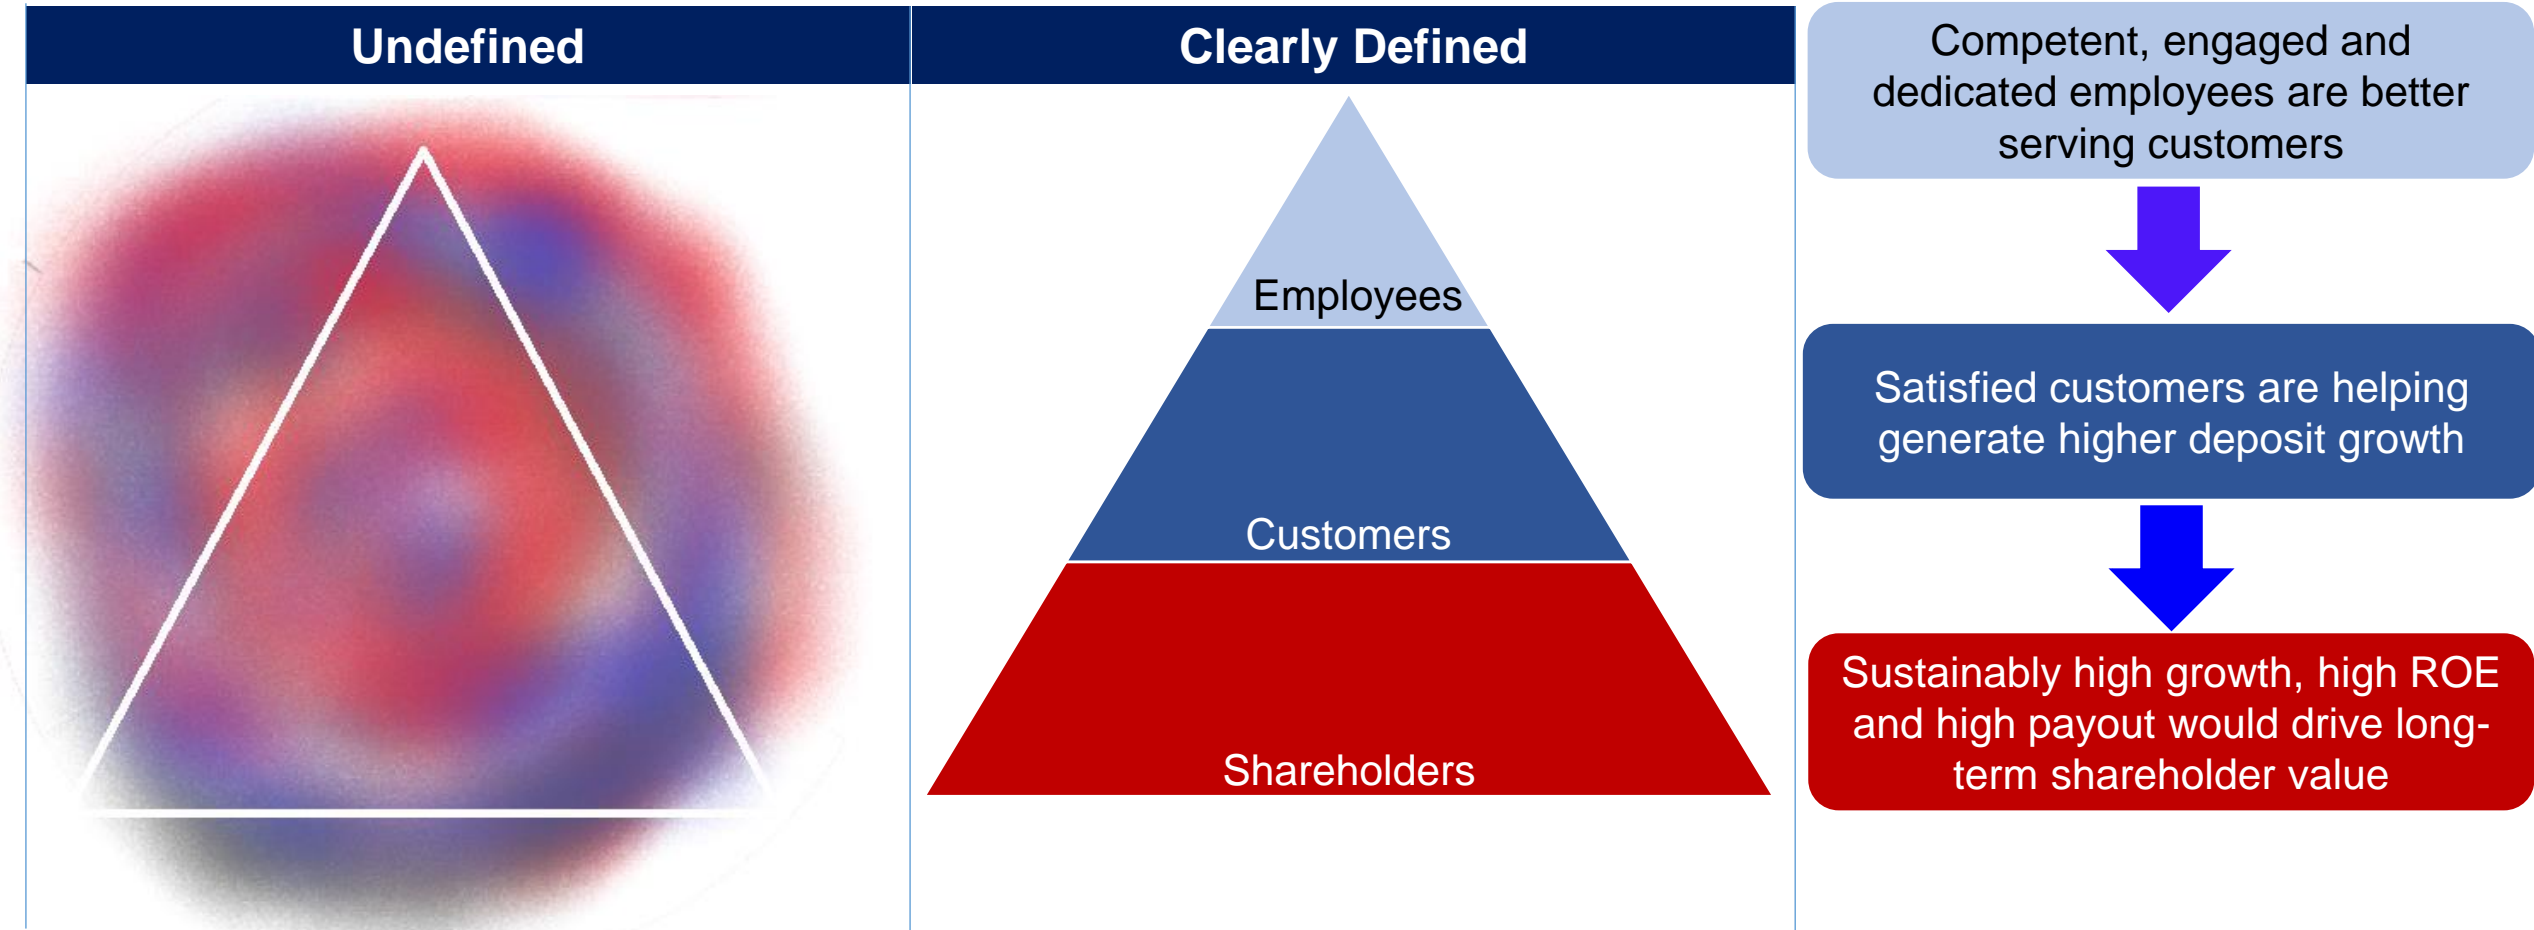 Undefined
Clearly Defined
Employees
Customers
Shareholders
Competent, engaged and
dedicated employees are better
serving customers
Satisfied customers are helping
generate higher deposit growth
Sustainably high growth, high ROE
and high payout would drive long-
term shareholder value